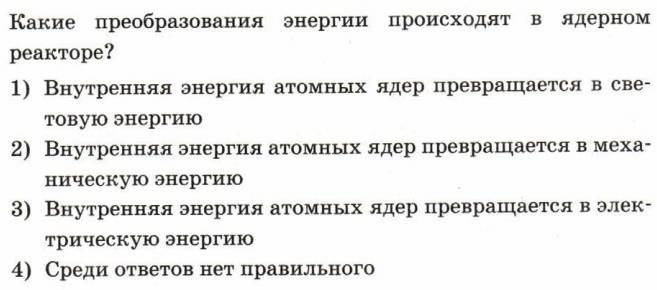 Какие преобразования энергии происходят в ядерном
реакторе?
1) Внутренняя энергия атомных ядер превращается в све-
товую энергию
2) Внутренняя энергия атомных ядер превращается в меха-
ническую энергию
3) Внутренняя энергия атомных ядер превращается в элек-
трическую энергию
4) Среди ответов нет правильного